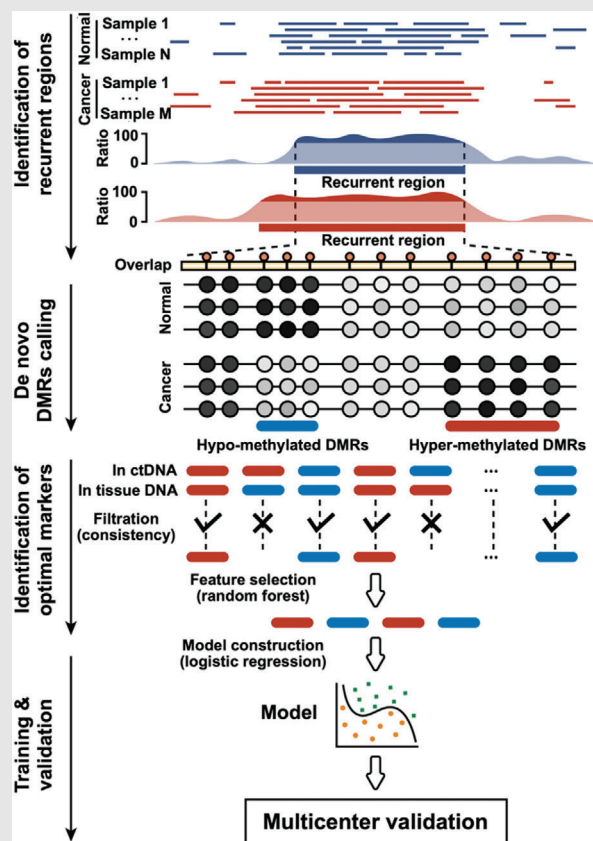 Identification of
recurrent regions
Normal
Sample 1
...
Sample N
Cancer
Sample 1
...
Sample M
Ratio
100
0
Recurrent region
Ratio
100
0
Recurrent region
De novo
DMRs calling
Overlap
Normal
Cancer
Hypo-methylated DMRs
Hyper-methylated DMRs
Identification of
optimal markers
In ctDNA
...
In tissue DNA
...
Filtration
(consistency)
...
Feature selection
(random forest)
Training &
validation
Model construction
(logistic regression)
Model
Multicenter validation